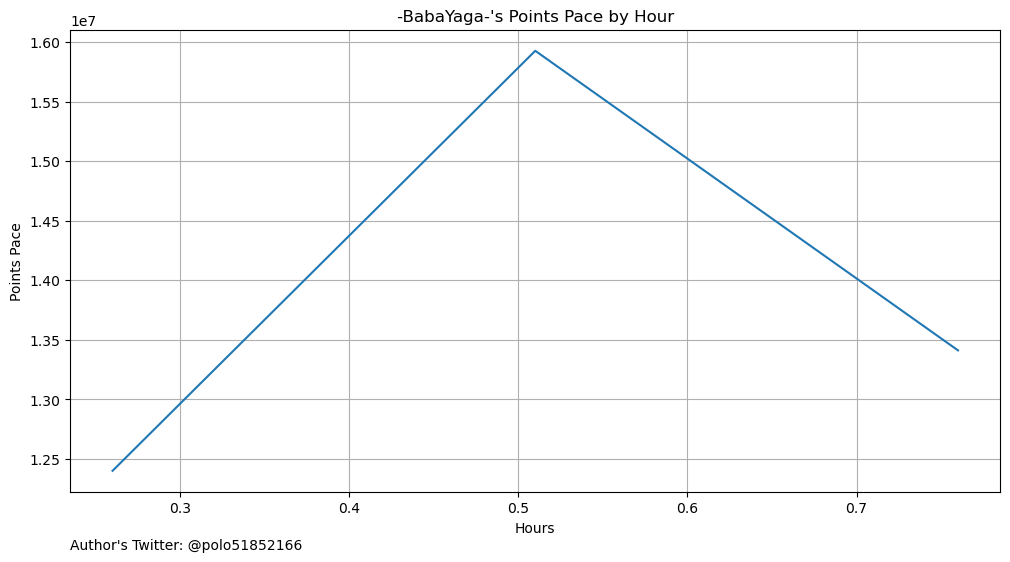 -BabaYaga-'s Points Pace by Hour
1e7
1.60
1.55
1.50
1.45
1.40
1.35
1.30
1.25
Points Pace
0.3 0.4 0.5 0.6 0.7
Hours
Author's Twitter: @polo51852166